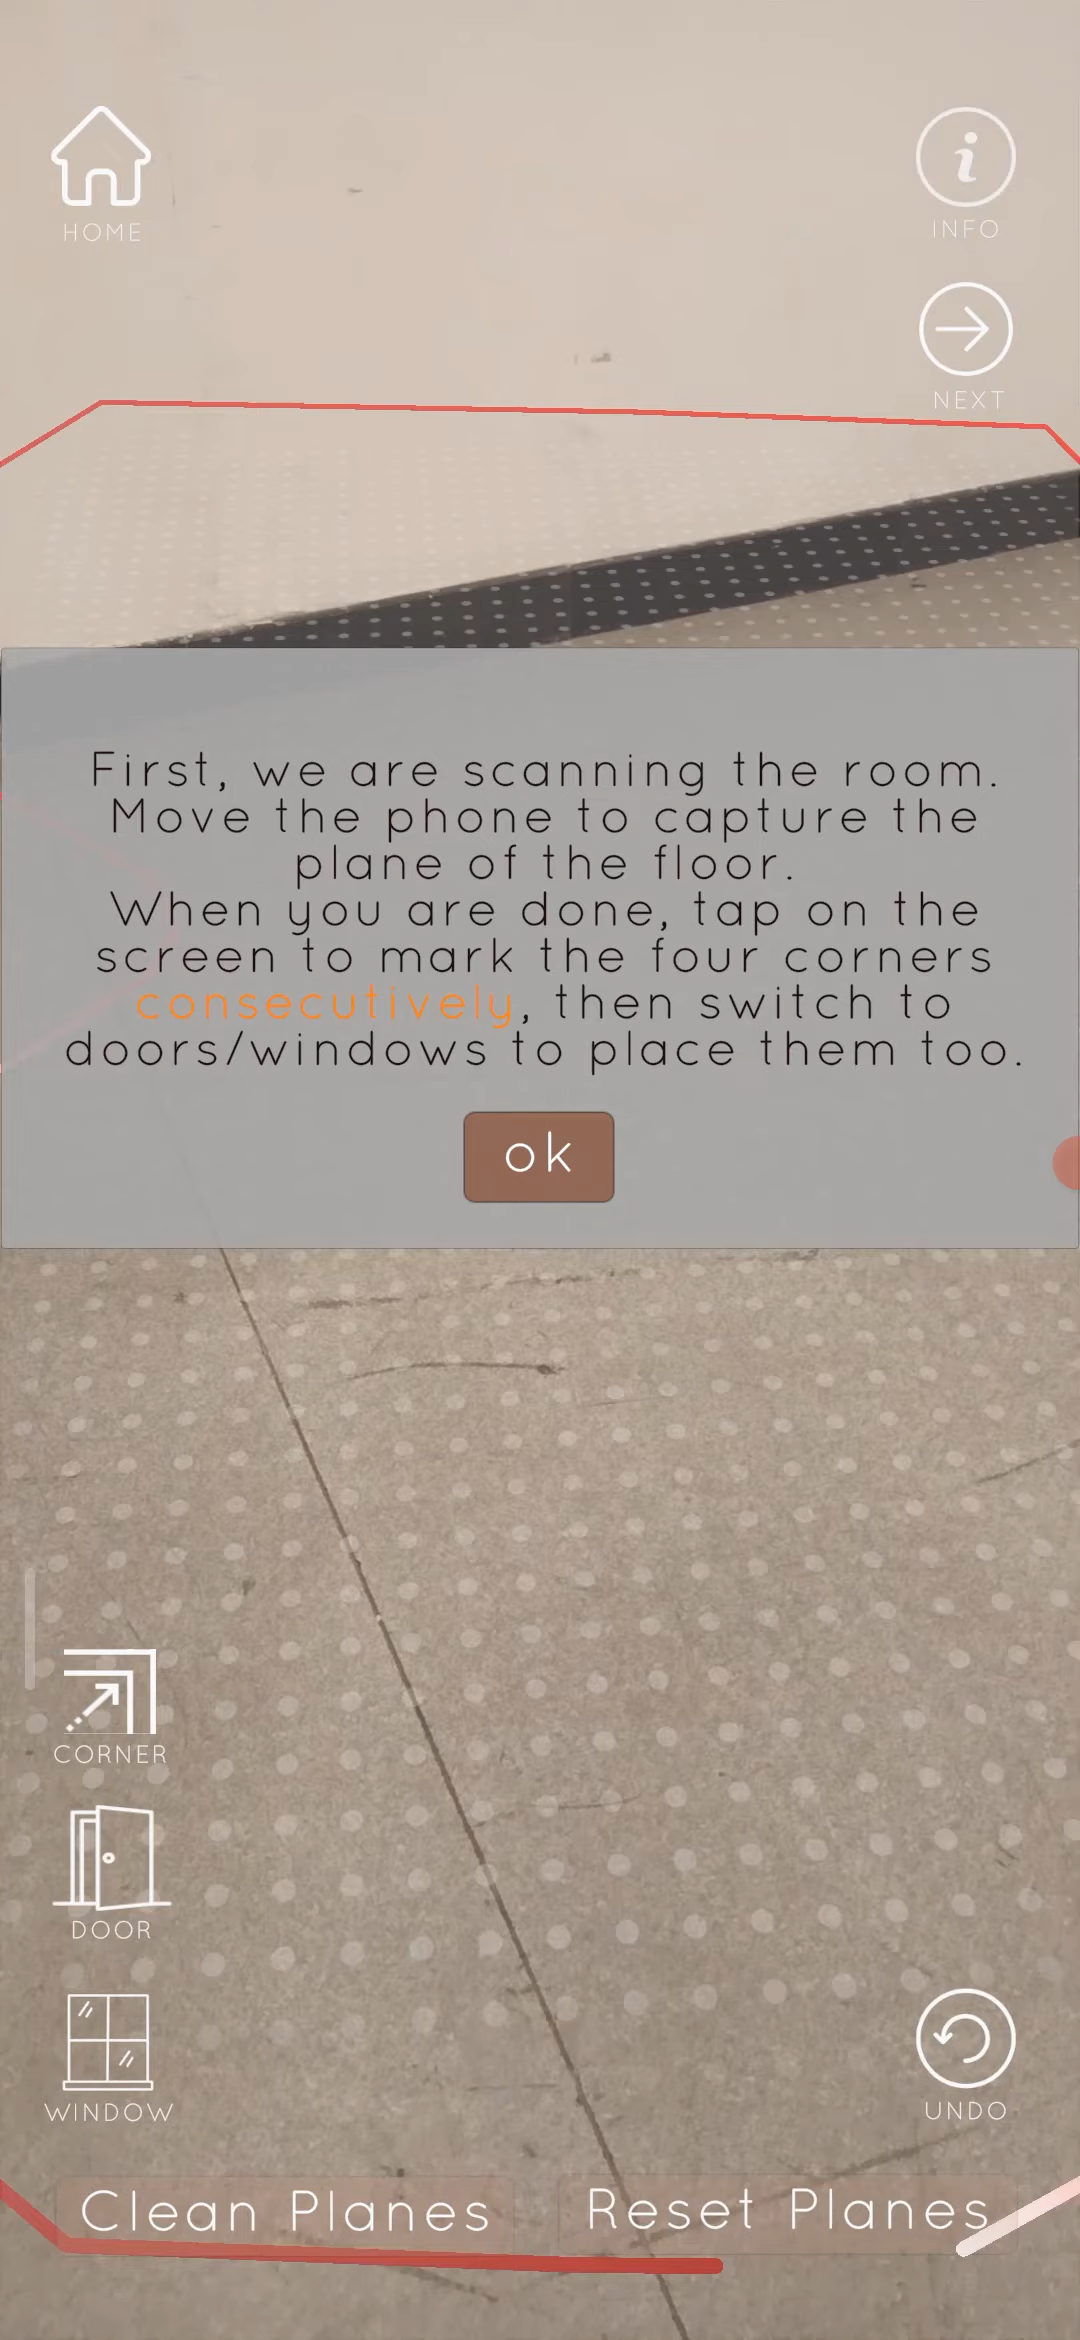 HOME
INFO
NEXT
First, we are scanning the room.
Move the phone to capture the
plane of the floor.
When you are done, tap on the
screen to mark the four corners
consecutively, then switch to
doors/windows to place them too.
ok
CORNER
DOOR
WINDOW
UNDO
Clean Planes
Reset Planes